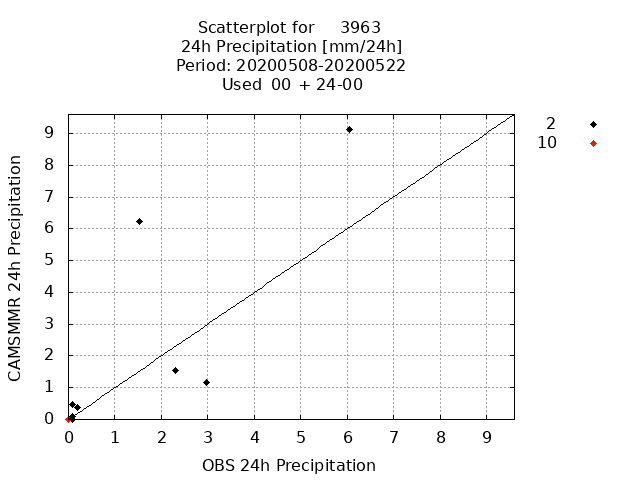 Scatterplot for 3963
24h Precipitation [mm/24h]
Period: 20200508-20200522
Used 00 + 24-00
2
10
CAMSMMR 24h Precipitation
9
8
7
6
5
4
3
2
1
0
0 1 2 3 4 5 6 7 8 9
OBS 24h Precipitation